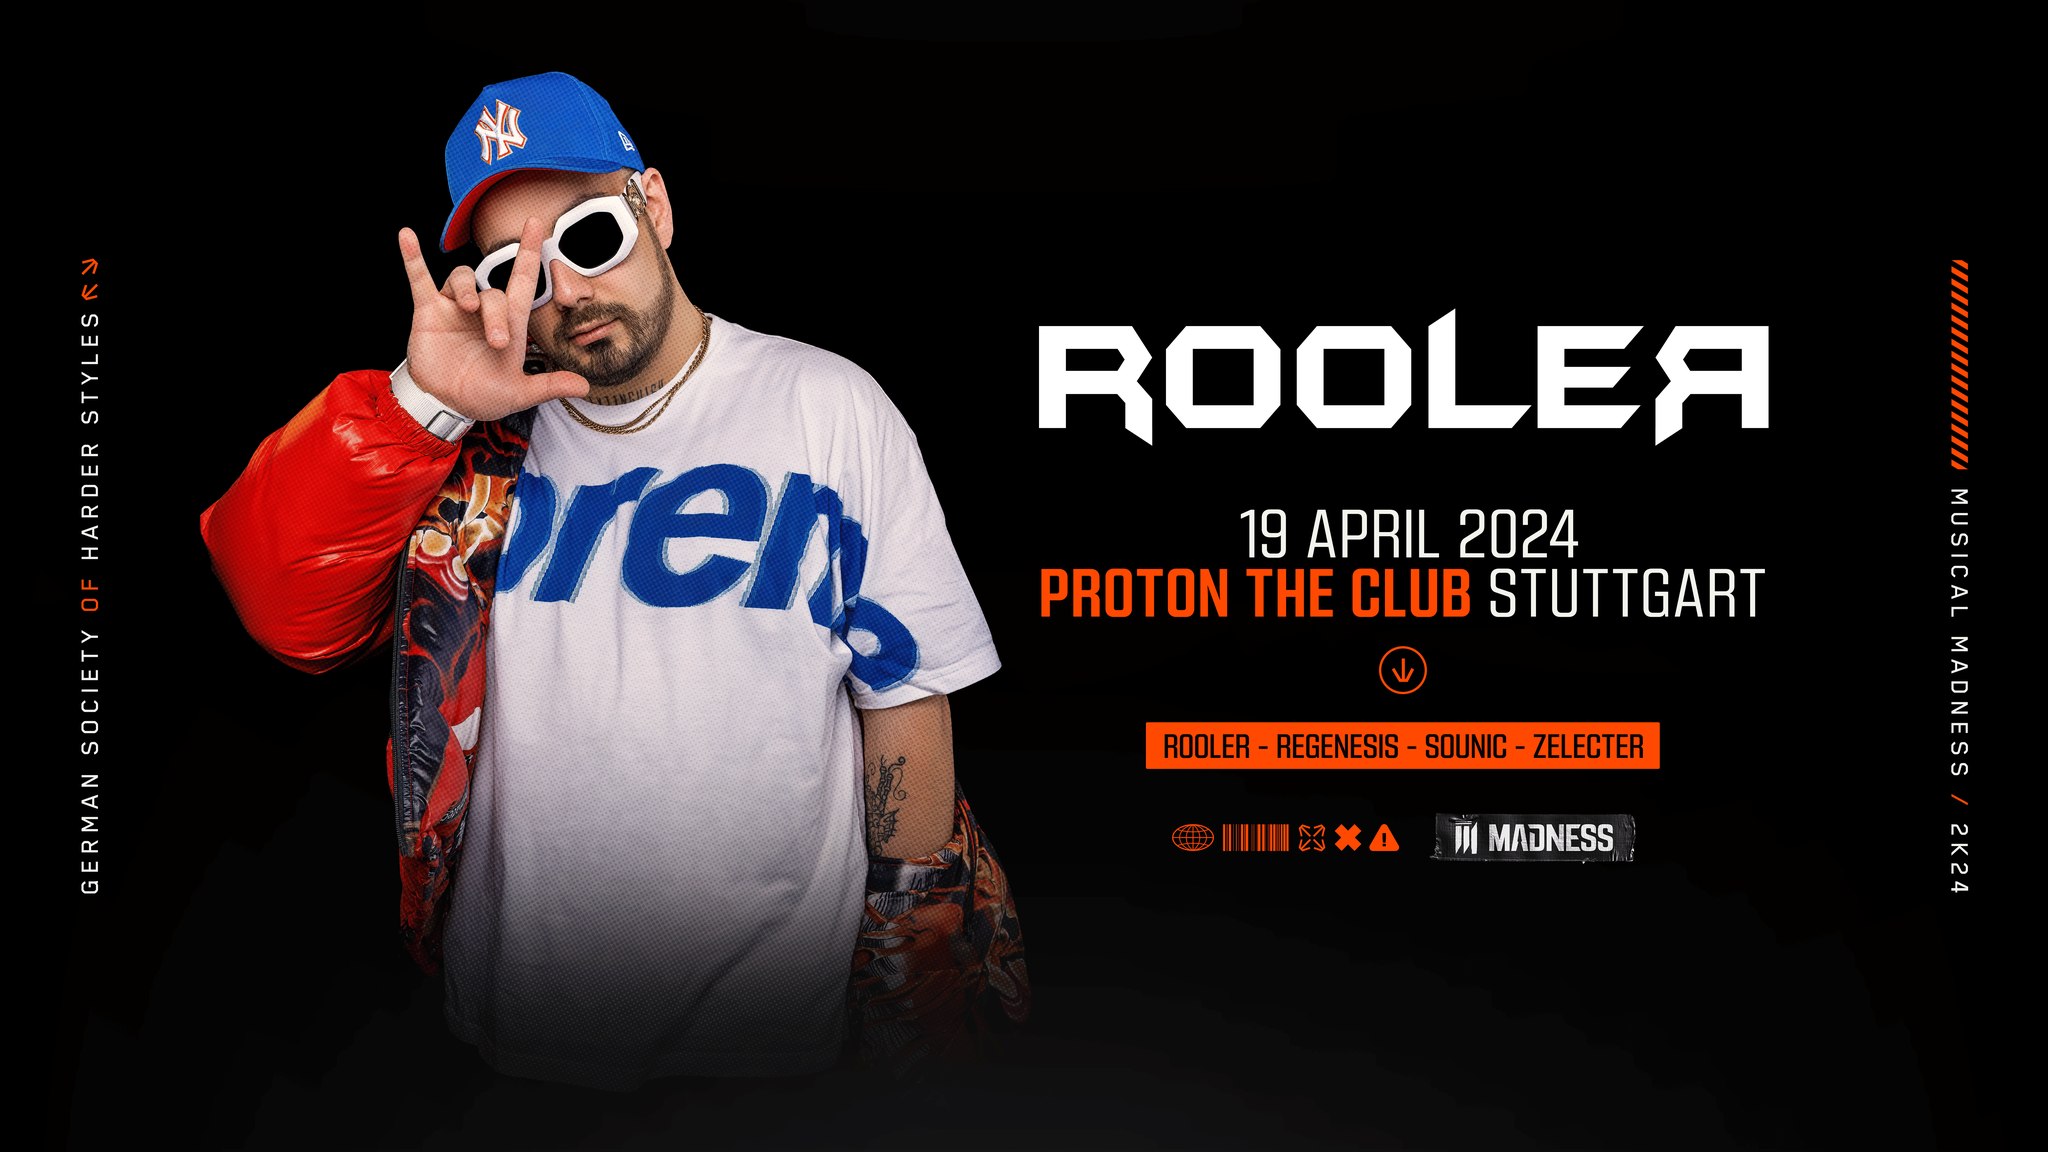 GERMAN SOCIETY OF HARDER STYLES
NY
ROOLER
19 APRIL 2024
PROTON THE CLUB STUTTGART
ROOLER - REGENESIS - SOUNIC - ZELECTER
MADNESS
MUSICAL MADNESS / 2K24